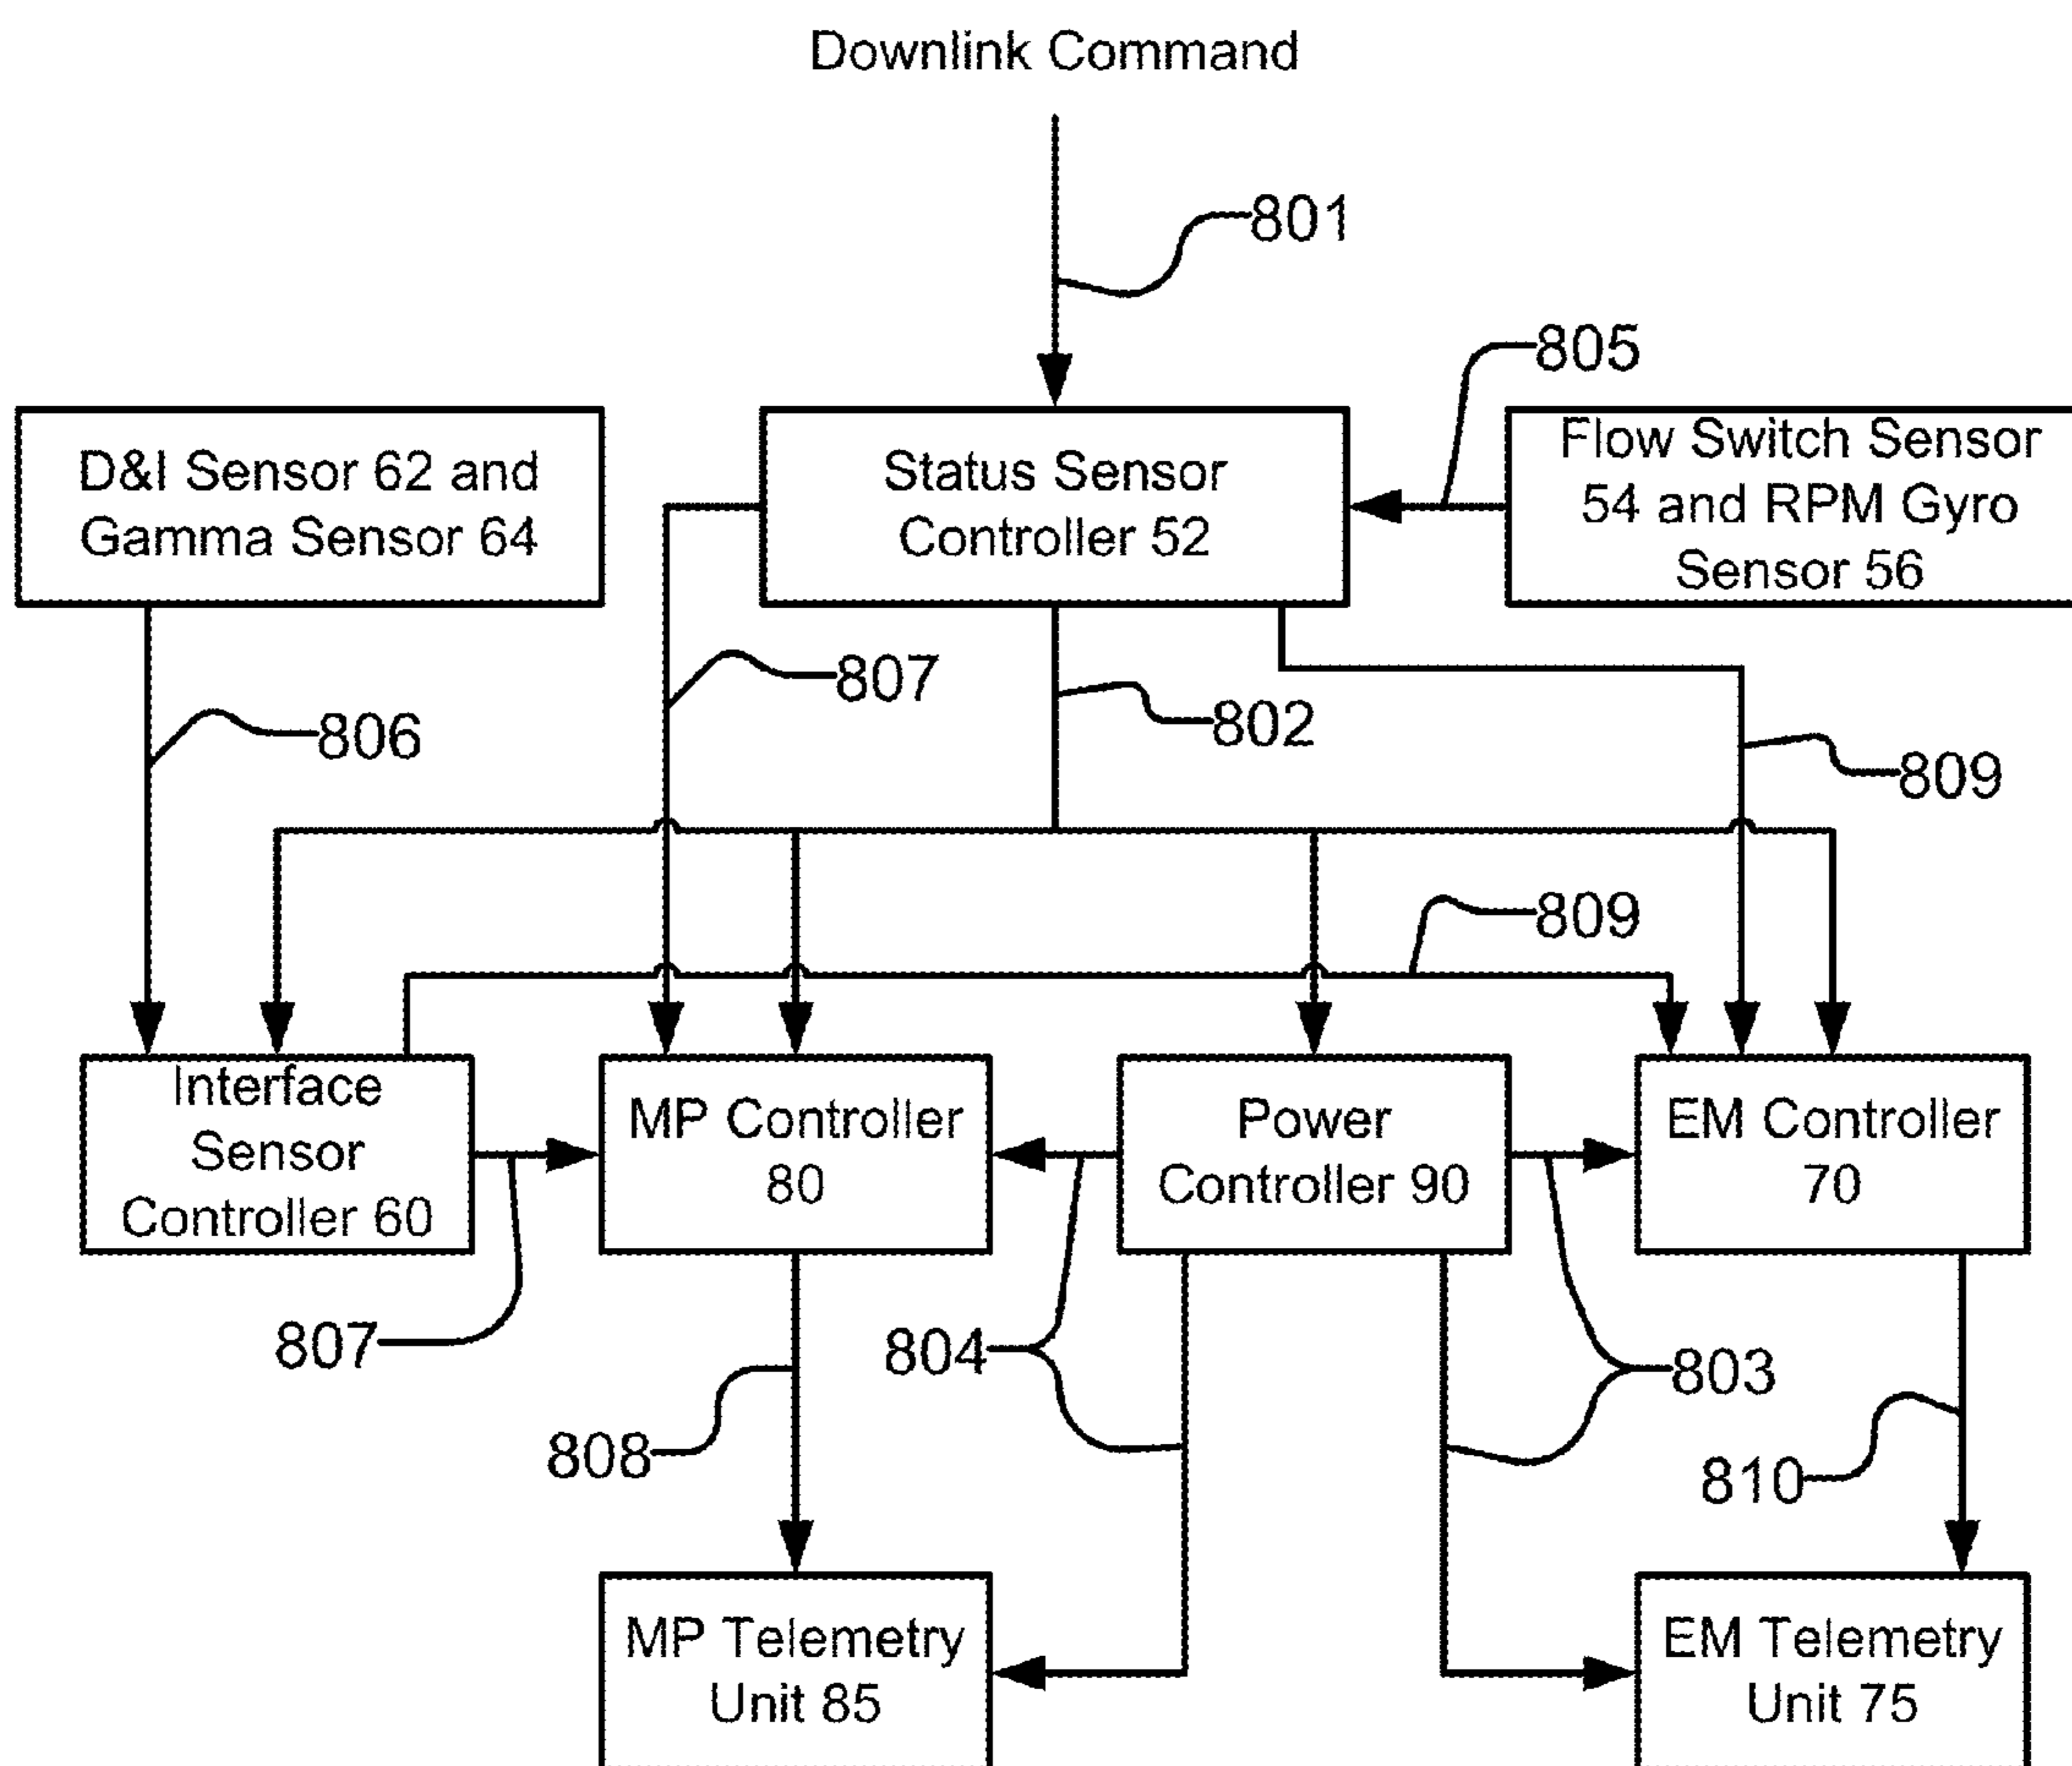 Downlink Command
801
805
D&I Sensor 62 and
Gamma Sensor 64
Status Sensor
Controller 52
Flow Switch Sensor
54 and RPM Gyro
Sensor 56
807
802
806
809
809
Interface
Sensor
Controller 60
MP Controller
80
Power
Controller 90
EM Controller
70
807
804
803
808
810
MP Telemetry
Unit 85
EM Telemetry
Unit 75